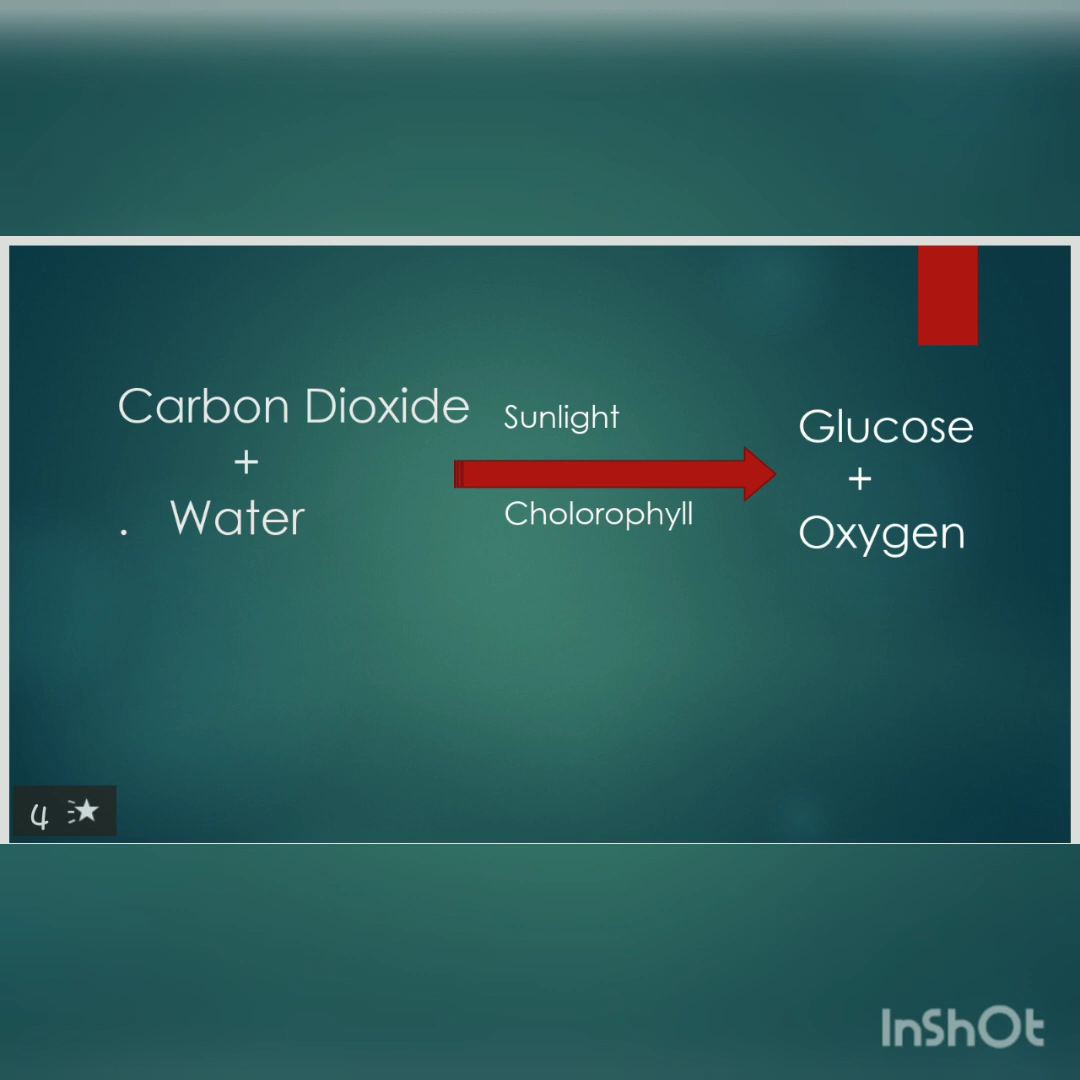 Carbon Dioxide
+
. Water
Sunlight
Cholorophyll
Glucose
+
Oxygen
4
InShOt